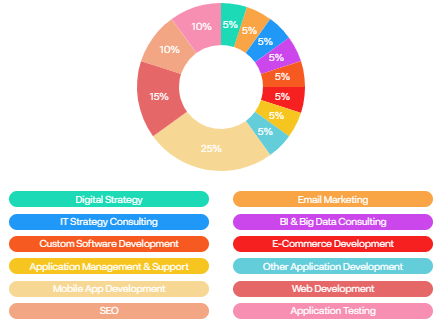 5%
5%
5%
5%
5%
5%
5%
5%
25%
15%
10%
10%
Digital Strategy
Email Marketing
IT Strategy Consulting
BI & Big Data Consulting
Custom Software Development
E-Commerce Development
Application Management & Support
Other Application Development
Mobile App Development
Web Development
SEO
Application Testing